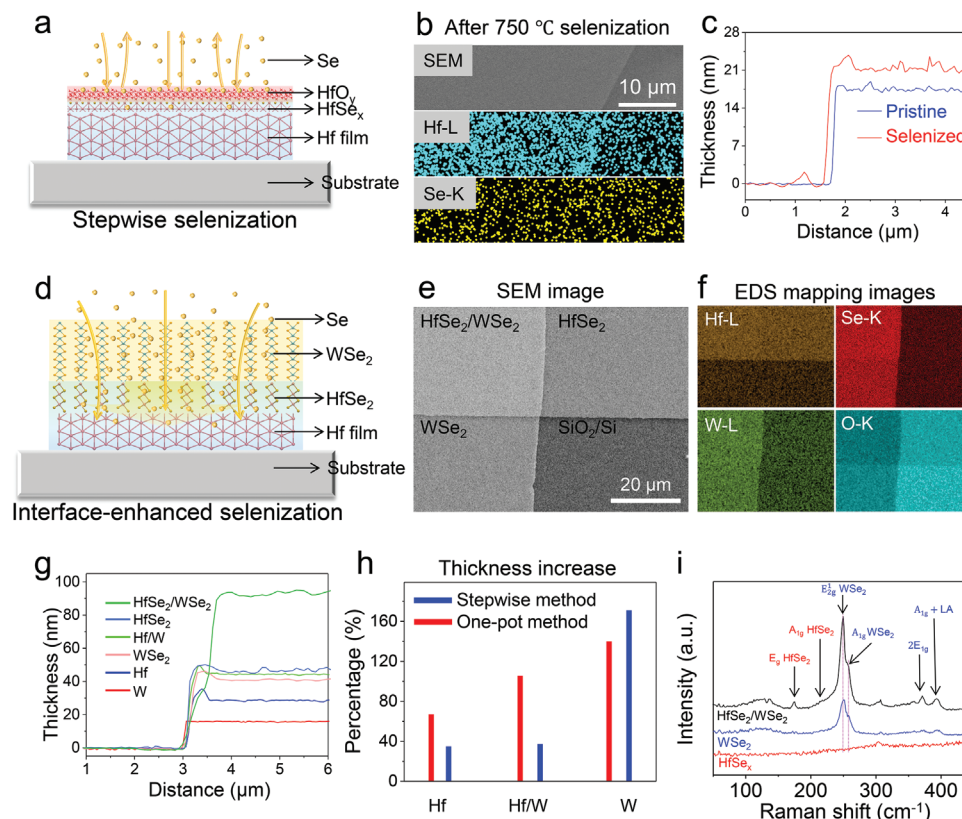 a
Se
HfOᵧ
HfSeₓ
Hf film
Substrate
Stepwise selenization
b
After 750 ℃ selenization
SEM
10 μm
Hf-L
Se-K
c
Thickness (nm)
28
21
14
7
0
Pristine
Selenized
0 1 2 3 4
Distance (μm)
d
Se
WSe₂
HfSe₂
Hf film
Substrate
Interface-enhanced selenization
e
SEM image
HfSe₂/WSe₂
HfSe₂
WSe₂
SiO₂/Si
20 μm
f
EDS mapping images
Hf-L
Se-K
W-L
O-K
g
Thickness (nm)
100
80
60
40
20
0
HfSe₂/WSe₂
HfSe₂
Hf/W
WSe₂
Hf
W
1 2 3 4 5 6
Distance (μm)
h
Thickness increase
Percentage (%)
160
120
80
40
0
Stepwise method
One-pot method
Hf Hf/W W
i
Intensity (a.u.)
E¹₂g WSe₂
A₁g HfSe₂
A₁g WSe₂
Eg HfSe₂
2E₁g
A₁g + LA
HfSe₂/WSe₂
WSe₂
HfSeₓ
100 200 300 400
Raman shift (cm⁻¹)